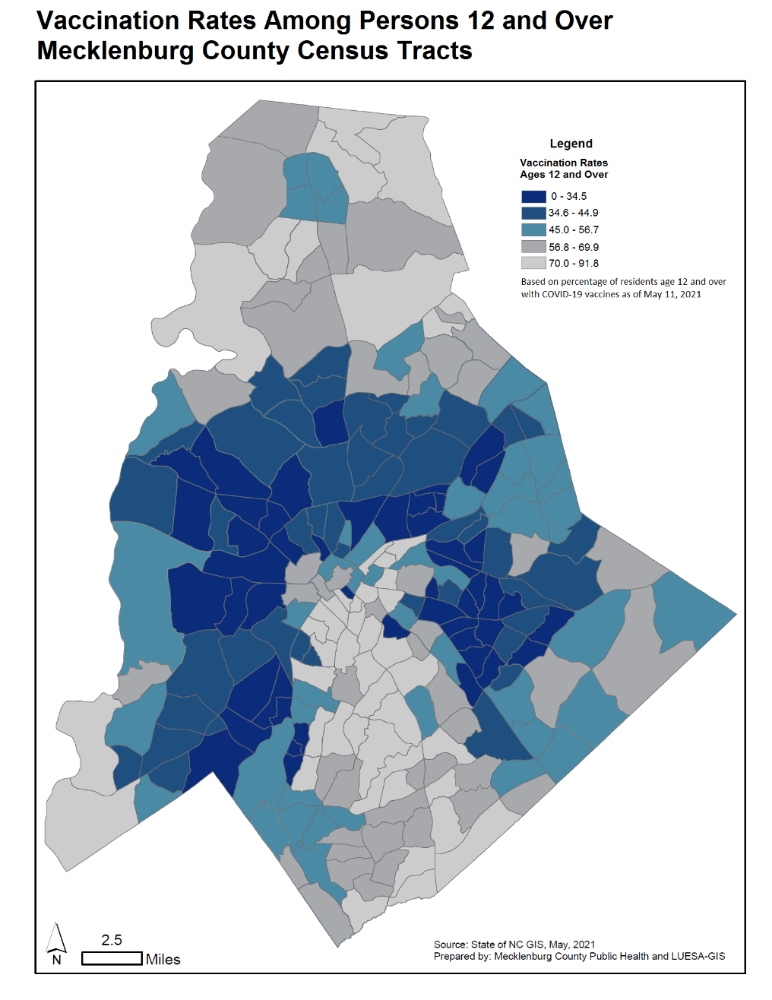 Vaccination Rates Among Persons 12 and Over
Mecklenburg County Census Tracts
Legend
Vaccination Rates
Ages 12 and Over
0 - 34.5
34.6 - 44.9
45.0 - 56.7
56.8 - 69.9
70.0 - 91.8
Based on percentage of residents age 12 and over
with COVID-19 vaccines as of May 11, 2021
N
2.5
Miles
Source: State of NC GIS, May, 2021
Prepared by: Mecklenburg County Public Health and LUESA-GIS